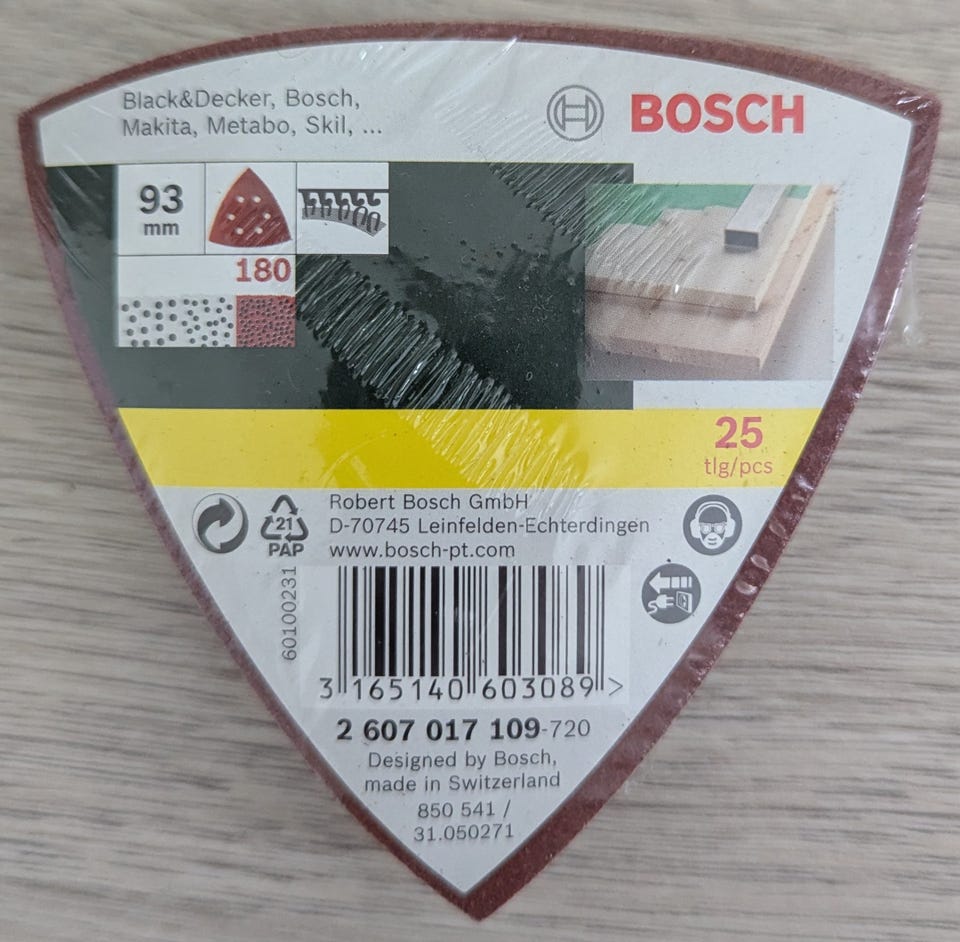 Black&Decker, Bosch,
Makita, Metabo, Skil, ...
BOSCH
93
mm
180
25
tlg/pcs
21
PAP
Robert Bosch GmbH
D-70745 Leinfelden-Echterdingen
www.bosch-pt.com
60100231
3 165140 603089 >
2 607 017 109-720
Designed by Bosch,
made in Switzerland
850 541 /
31.050271